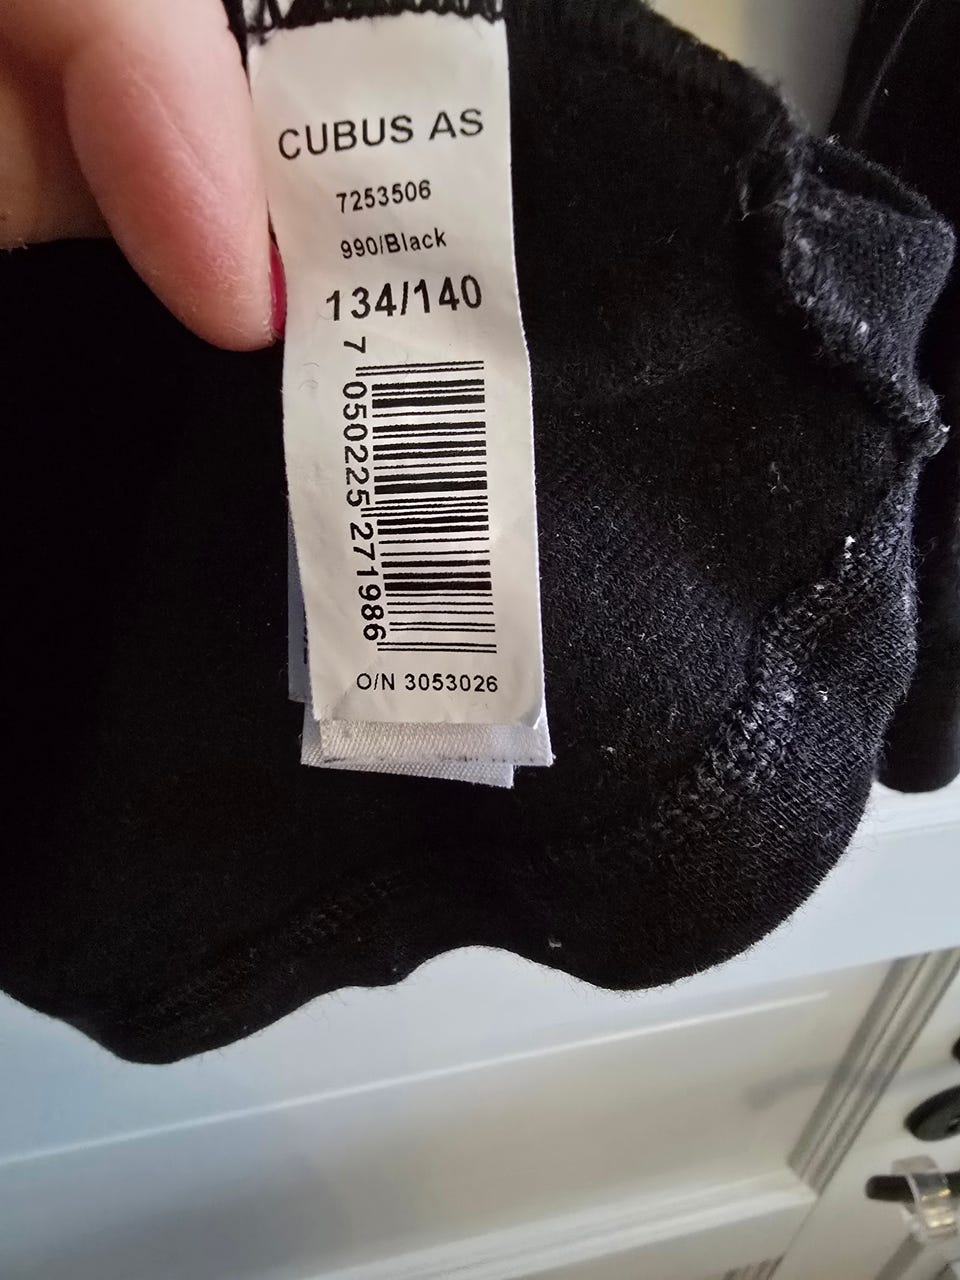 CUBUS AS
7253506
990/Black
134/140
7 050225 271986
O/N 3053026